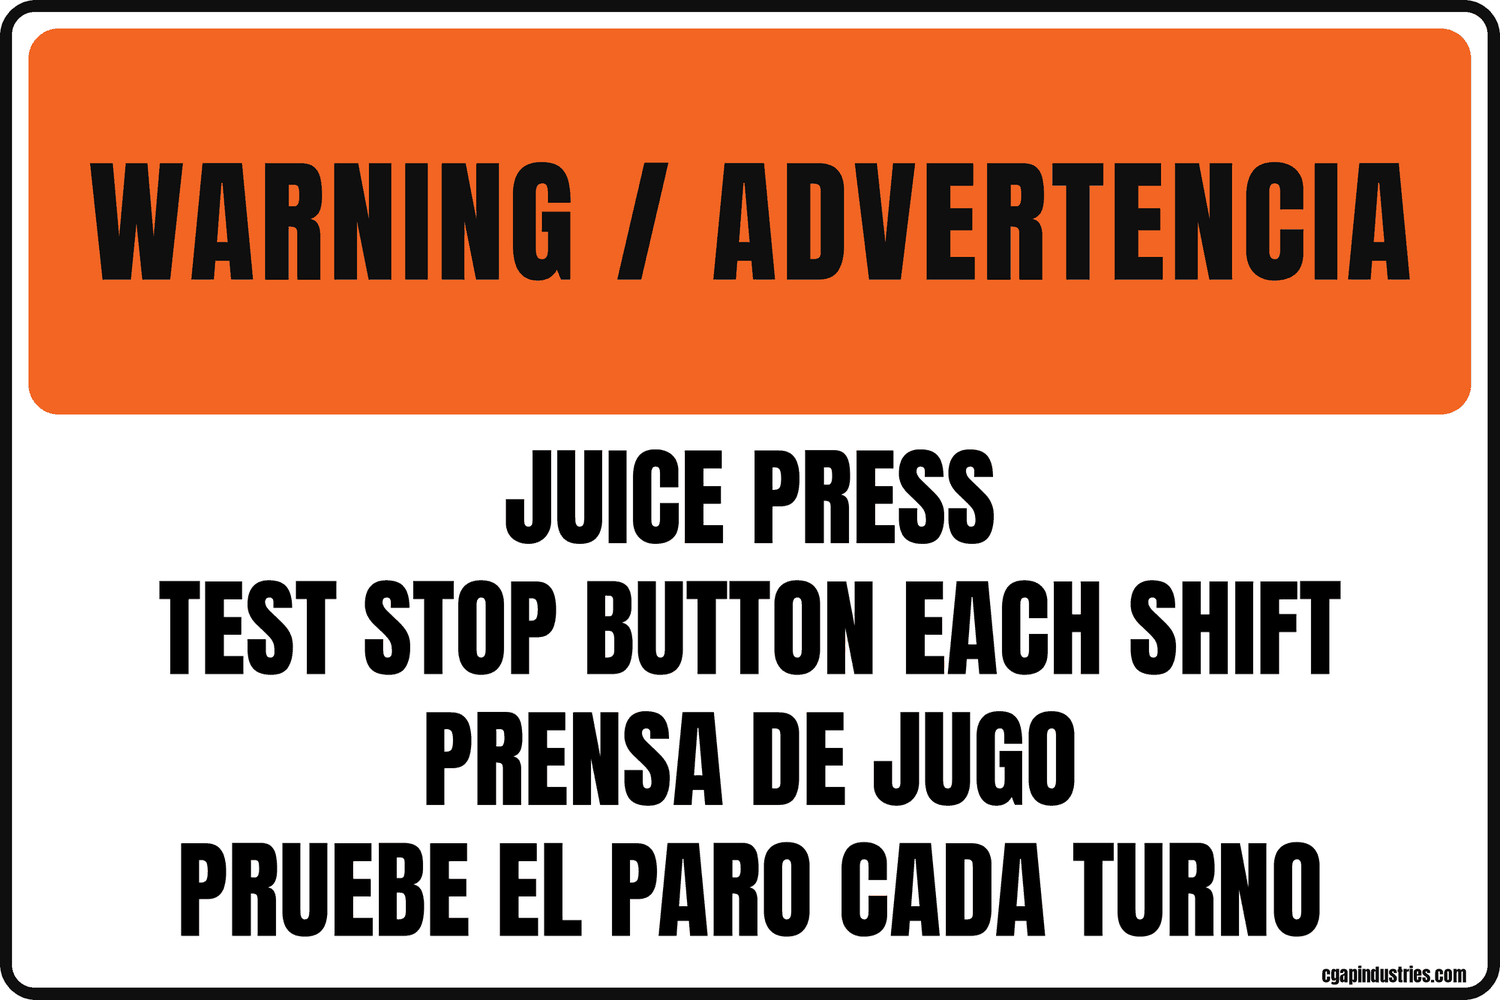 WARNING / ADVERTENCIA
JUICE PRESS
TEST STOP BUTTON EACH SHIFT
PRENSA DE JUGO
PRUEBE EL PARO CADA TURNO
cgapindustries.com